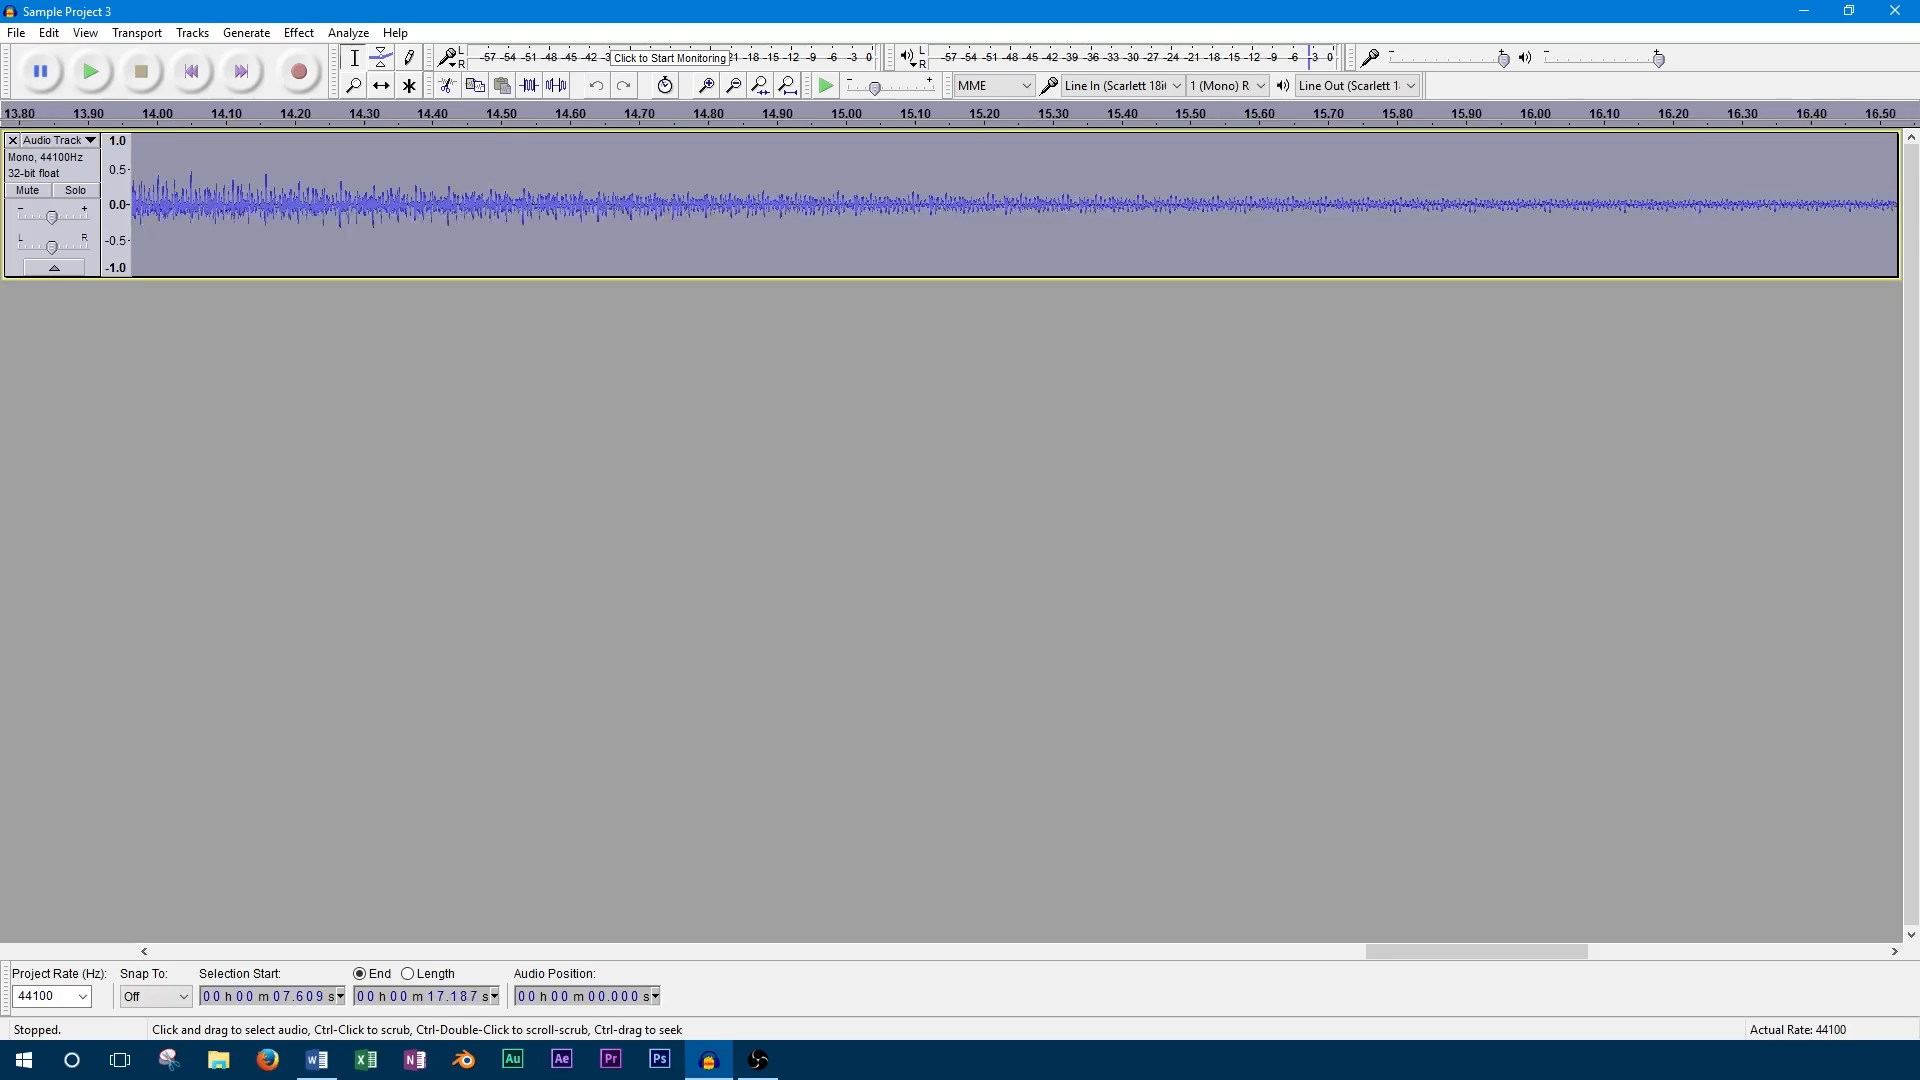 Sample Project 3
File Edit View Transport Tracks Generate Effect Analyze Help
L R -57 -54 -51 -48 -45 -42 -3 Click to Start Monitoring 21 -18 -15 -12 -9 -6 -3 0 L R -57 -54 -51 -48 -45 -42 -39 -36 -33 -30 -27 -24 -21 -18 -15 -12 -9 -6 -3 0 - + - +
- + MME Line In (Scarlett 18i 1 (Mono) R Line Out (Scarlett 1
13.80 13.90 14.00 14.10 14.20 14.30 14.40 14.50 14.60 14.70 14.80 14.90 15.00 15.10 15.20 15.30 15.40 15.50 15.60 15.70 15.80 15.90 16.00 16.10 16.20 16.30 16.40 16.50
Audio Track 1.0
Mono, 44100Hz
32-bit float 0.5
Mute Solo
- + 0.0
L R -0.5
-1.0
Project Rate (Hz): Snap To: Selection Start: End Length Audio Position:
44100 Off 00 h 00 m 07.609 s 00 h 00 m 17.187 s 00 h 00 m 00.000 s
Stopped. Click and drag to select audio, Ctrl-Click to scrub, Ctrl-Double-Click to scroll-scrub, Ctrl-drag to seek Actual Rate: 44100
W X N Au Ae Pr Ps